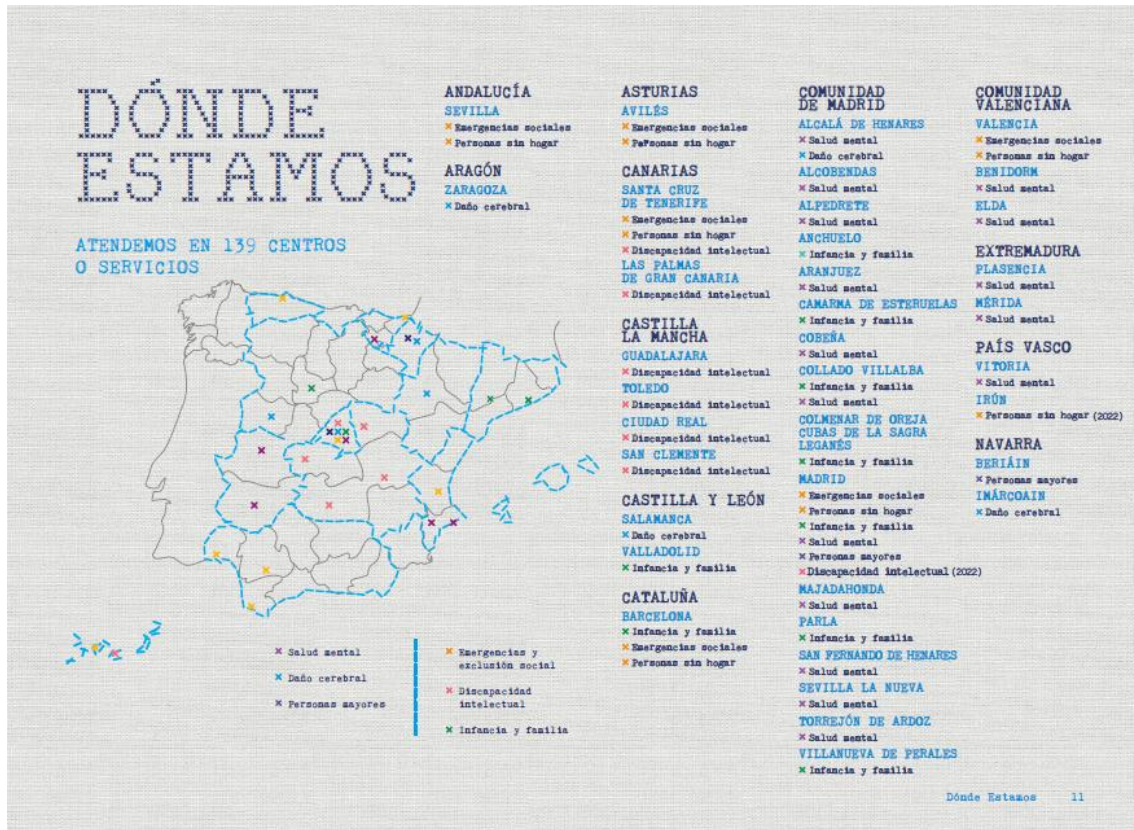 DÓNDE
ESTAMOS
ATENDEMOS EN 139 CENTROS
O SERVICIOS
× Salud mental
× Daño cerebral
× Personas mayores
× Emergencias y
exclusión social
× Discapacidad
intelectual
× Infancia y familia
ANDALUCÍA
SEVILLA
× Emergencias sociales
× Personas sin hogar
ARAGÓN
ZARAGOZA
× Daño cerebral
ASTURIAS
AVILÉS
× Emergencias sociales
× Personas sin hogar
CANARIAS
SANTA CRUZ
DE TENERIFE
× Emergencias sociales
× Personas sin hogar
× Discapacidad intelectual
LAS PALMAS
DE GRAN CANARIA
× Discapacidad intelectual
CASTILLA
LA MANCHA
GUADALAJARA
× Discapacidad intelectual
TOLEDO
× Discapacidad intelectual
CIUDAD REAL
× Discapacidad intelectual
SAN CLEMENTE
× Discapacidad intelectual
CASTILLA Y LEÓN
SALAMANCA
× Daño cerebral
VALLADOLID
× Infancia y familia
CATALUÑA
BARCELONA
× Infancia y familia
× Emergencias sociales
× Personas sin hogar
COMUNIDAD
DE MADRID
ALCALÁ DE HENARES
× Salud mental
× Daño cerebral
ALCOBENDAS
× Salud mental
ALPEDRETE
× Salud mental
ANCHUELO
× Infancia y familia
ARANJUEZ
× Salud mental
CAMARMA DE ESTERUELAS
× Infancia y familia
COBEÑA
× Salud mental
COLLADO VILLALBA
× Infancia y familia
× Salud mental
COLMENAR DE OREJA
CUBAS DE LA SAGRA
LEGANÉS
× Infancia y familia
MADRID
× Emergencias sociales
× Personas sin hogar
× Infancia y familia
× Salud mental
× Personas mayores
× Discapacidad intelectual (2022)
MAJADAHONDA
× Salud mental
PARLA
× Infancia y familia
SAN FERNANDO DE HENARES
× Salud mental
SEVILLA LA NUEVA
× Salud mental
TORREJÓN DE ARDOZ
× Salud mental
VILLANUEVA DE PERALES
× Infancia y familia
COMUNIDAD
VALENCIANA
VALENCIA
× Emergencias sociales
× Personas sin hogar
BENIDORM
× Salud mental
ELDA
× Salud mental
EXTREMADURA
PLASENCIA
× Salud mental
MÉRIDA
× Salud mental
PAÍS VASCO
VITORIA
× Salud mental
IRÚN
× Personas sin hogar (2022)
NAVARRA
BERIÁIN
× Personas mayores
IMÁRCOAIN
× Daño cerebral
Dónde Estamos 11